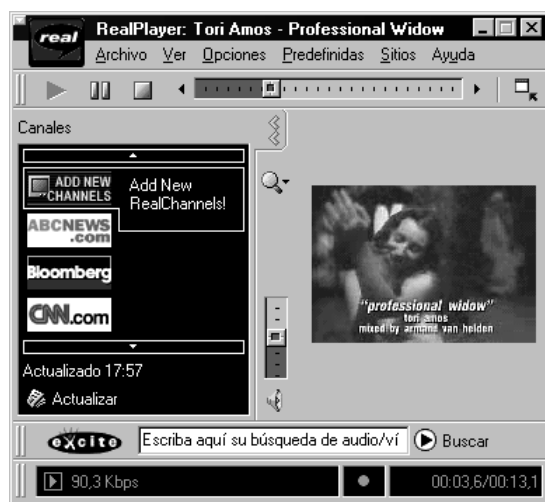 real
RealPlayer: Tori Amos - Professional Widow
Archivo Ver Opciones Predefinidas Sitios Ayuda
Canales
ADD NEW CHANNELS
Add New
RealChannels!
ABCNEWS
.com
Bloomberg
CNN.com
"professional widow"
tori amos
mixed by armand van helden
Actualizado 17:57
Actualizar
excite
Escriba aquí su búsqueda de audio/ví
Buscar
90,3 Kbps
00:03,6/00:13,1